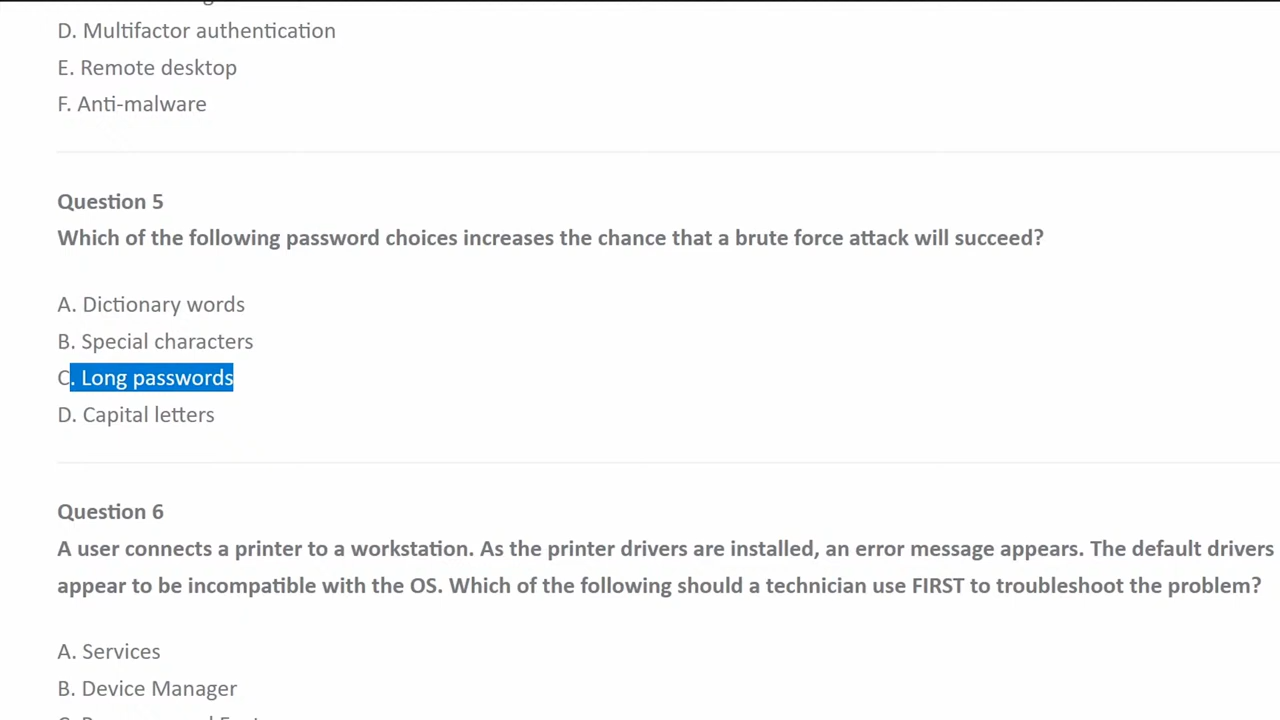 D. Multifactor authentication
E. Remote desktop
F. Anti-malware
Question 5
Which of the following password choices increases the chance that a brute force attack will succeed?
A. Dictionary words
B. Special characters
C. Long passwords
D. Capital letters
Question 6
A user connects a printer to a workstation. As the printer drivers are installed, an error message appears. The default drivers
appear to be incompatible with the OS. Which of the following should a technician use FIRST to troubleshoot the problem?
A. Services
B. Device Manager